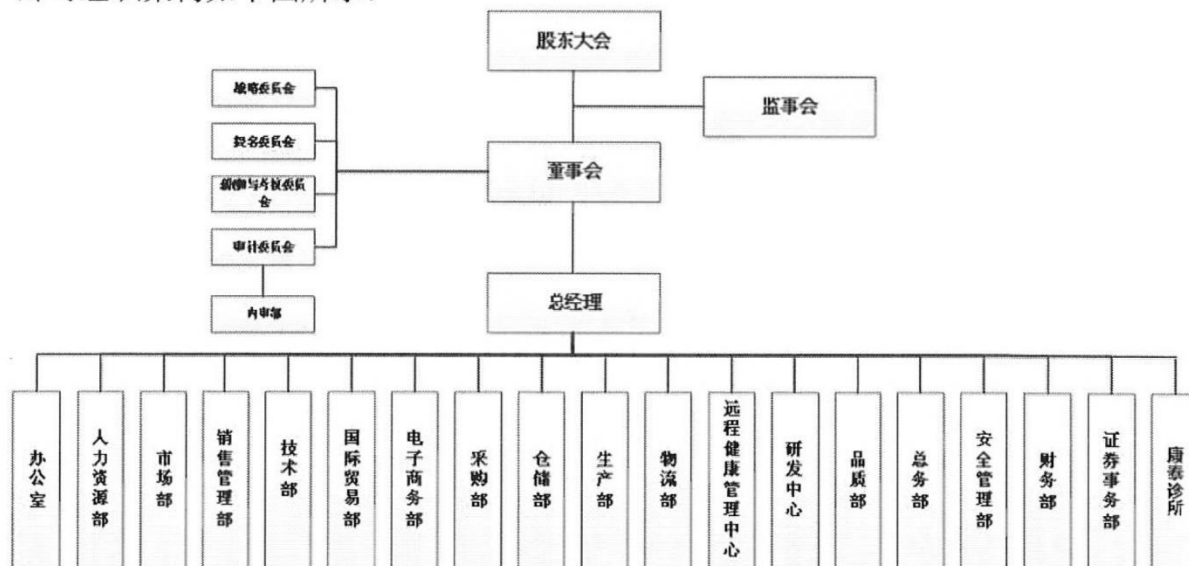 股东大会
监事会
战略委员会
提名委员会
董事会
薪酬与考核委员
会
审计委员会
内审部
总经理
办公室
人力资源部
市场部
销售管理部
技术部
国际贸易部
电子商务部
采购部
仓储部
生产部
物流部
远程健康管理中心
研发中心
品质部
总务部
安全管理部
财务部
证券事务部
康泰诊所